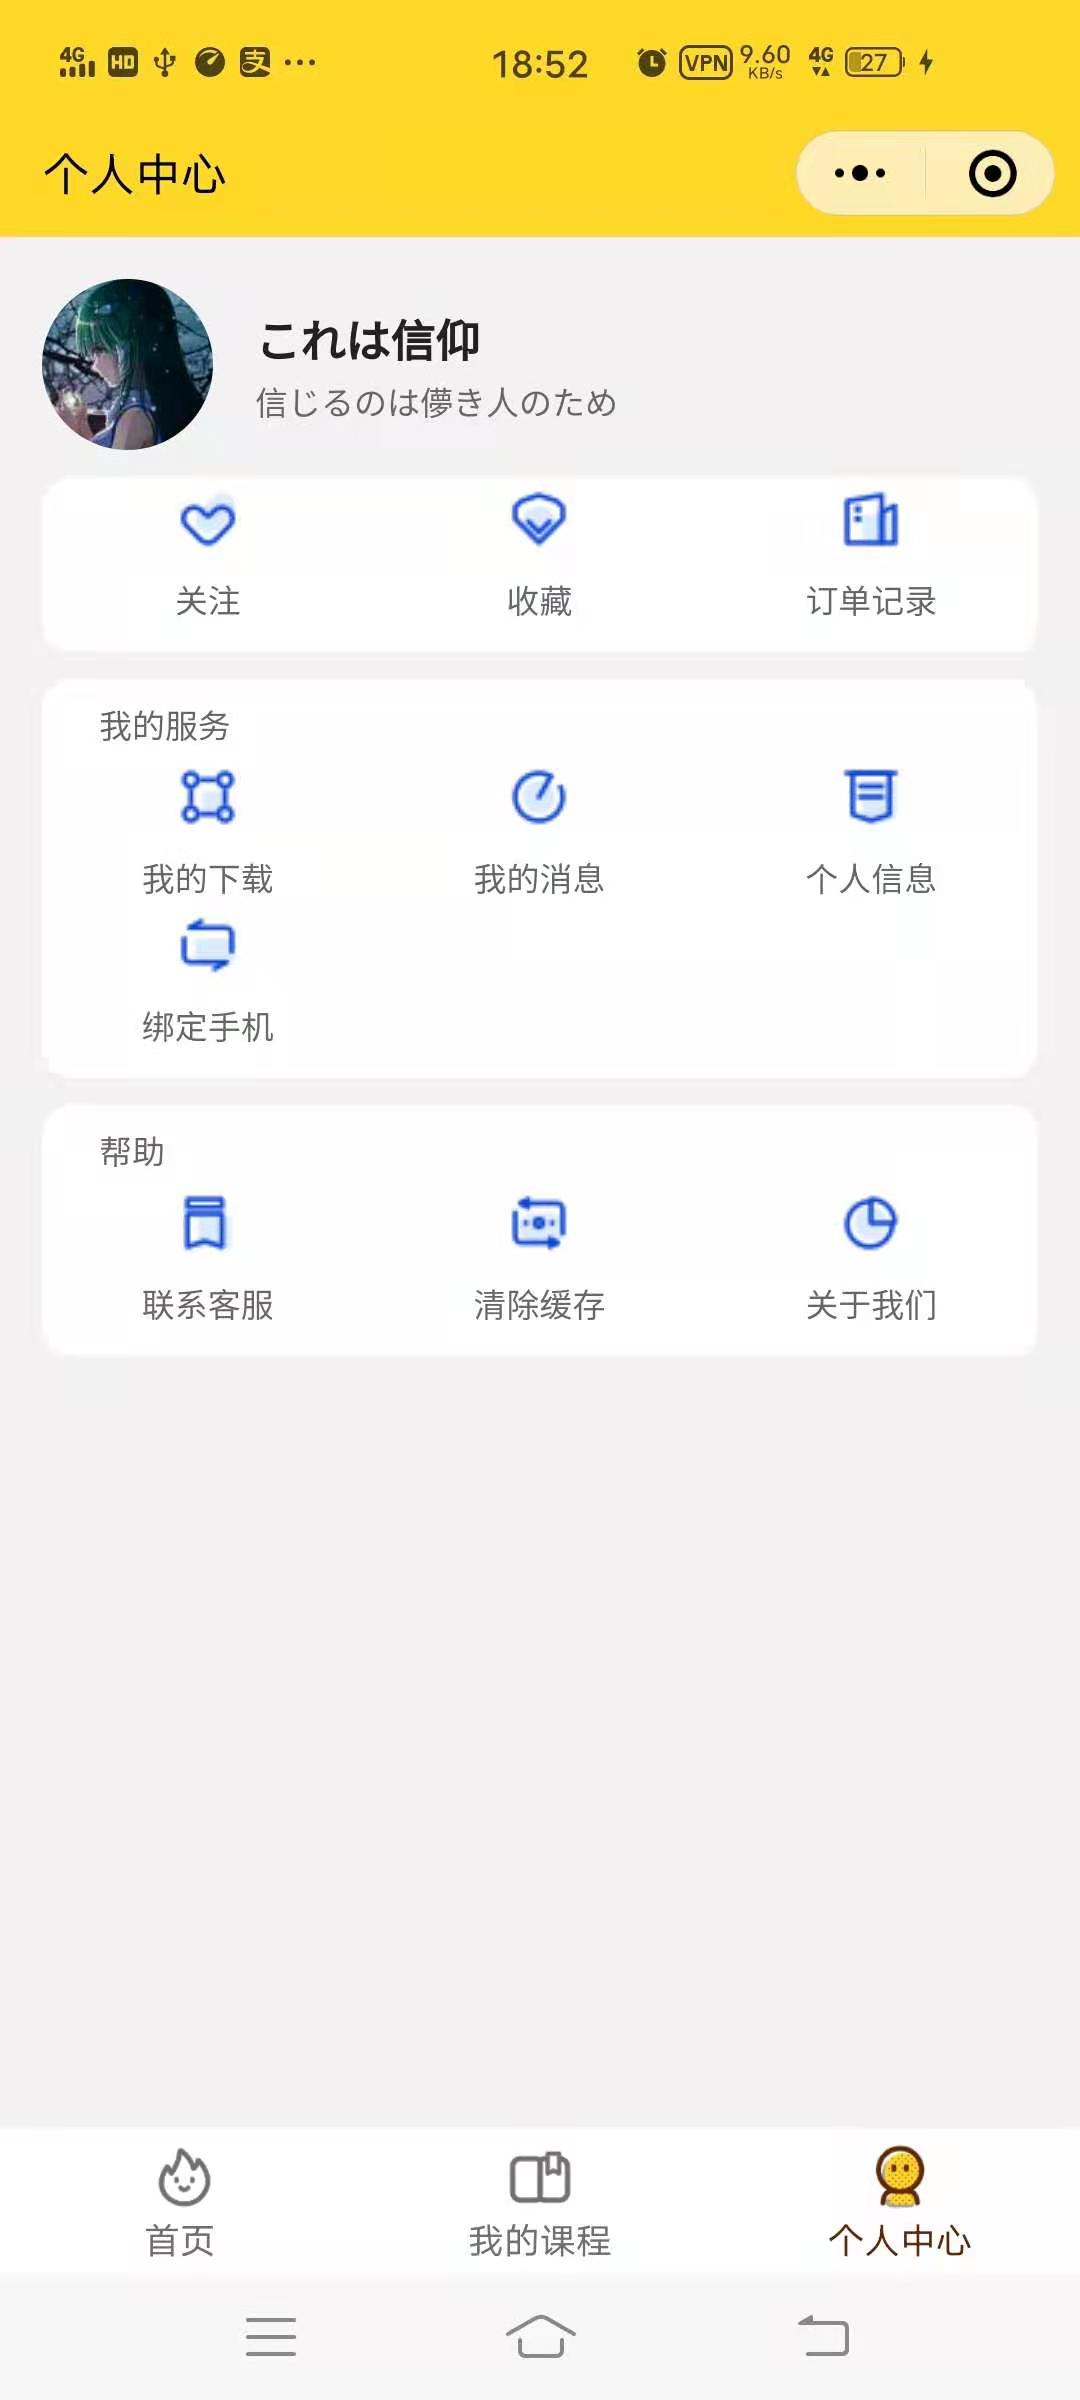 4G HD 支 ... 18:52 VPN 9.60 KB/s 4G 27
个人中心
これは信仰
信じるのは儚き人のため
关注 收藏 订单记录
我的服务
我的下载 我的消息 个人信息
绑定手机
帮助
联系客服 清除缓存 关于我们
首页 我的课程 个人中心